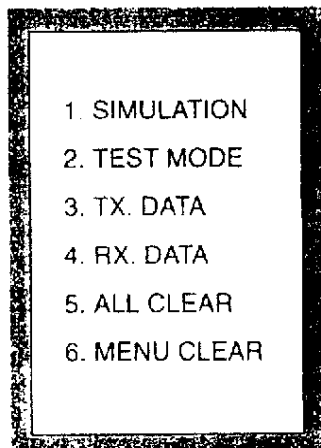 1. SIMULATION
2. TEST MODE
3. TX. DATA
4. RX. DATA
5. ALL CLEAR
6. MENU CLEAR